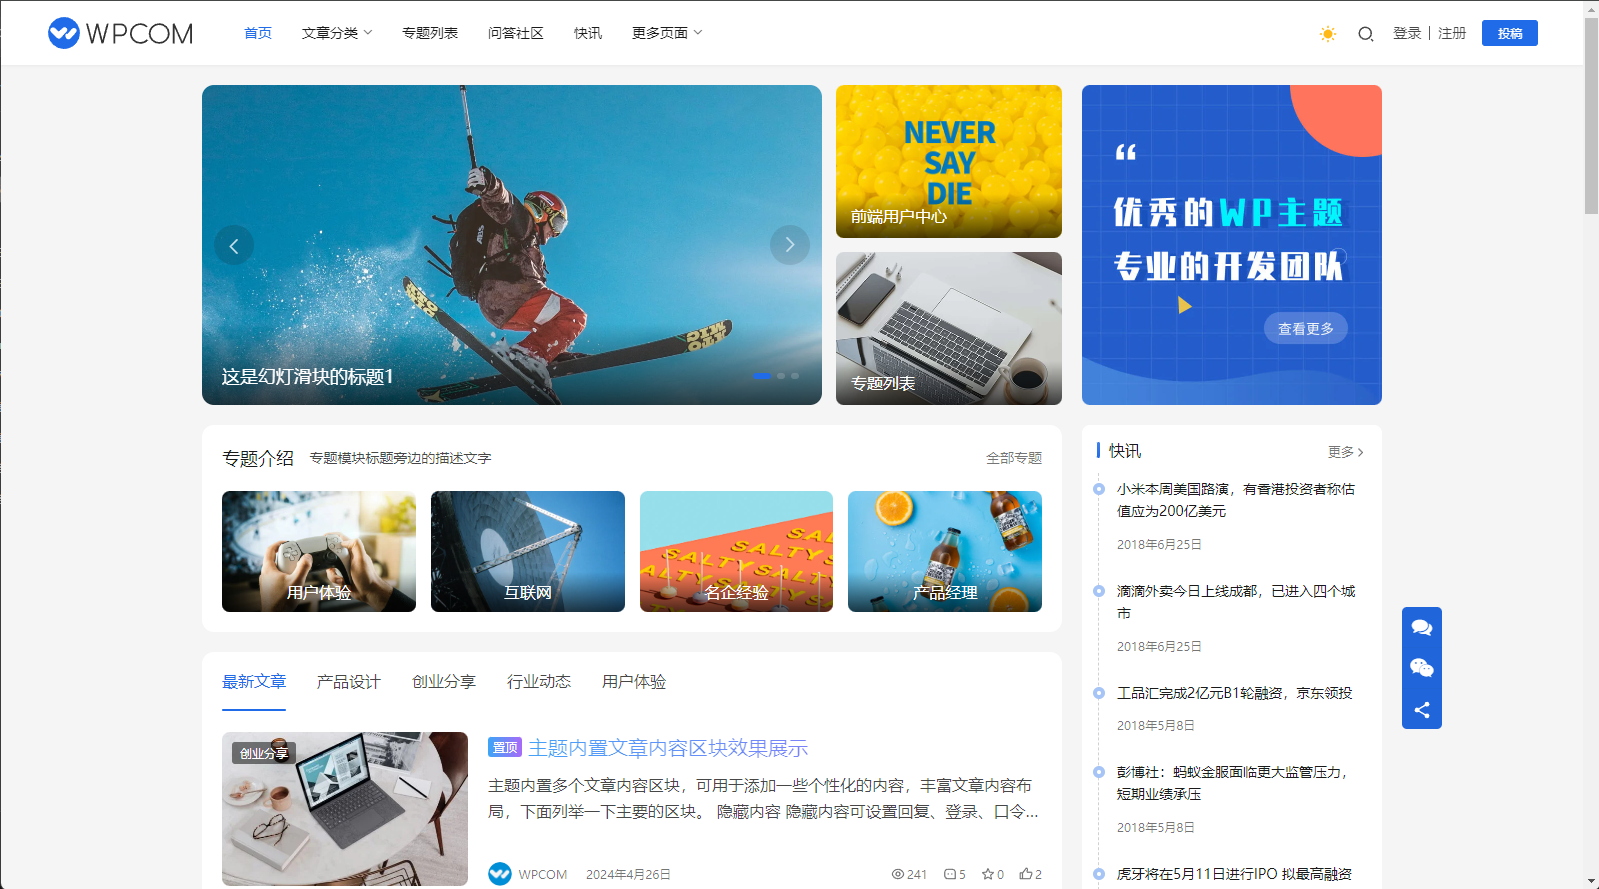 WPCOM
首页
文章分类
专题列表
问答社区
快讯
更多页面
登录 | 注册
投稿
这是幻灯滑块的标题1
NEVER
SAY
DIE
前端用户中心
专题列表
“
优秀的WP主题
专业的开发团队
查看更多
专题介绍
专题模块标题旁边的描述文字
全部专题
用户体验
互联网
SALTY SALTY
SALTY SALTY SALTY
名企经验
产品经理
最新文章
产品设计
创业分享
行业动态
用户体验
创业分享
置顶 主题内置文章内容区块效果展示
主题内置多个文章内容区块，可用于添加一些个性化的内容，丰富文章内容布
局，下面列举一下主要的区块。 隐藏内容 隐藏内容可设置回复、登录、口令...
WPCOM
2024年4月26日
241
5
0
2
快讯
更多
小米本周美国路演，有香港投资者称估
值应为200亿美元
2018年6月25日
滴滴外卖今日上线成都，已进入四个城
市
2018年6月25日
工品汇完成2亿元B1轮融资，京东领投
2018年5月8日
彭博社：蚂蚁金服面临更大监管压力，
短期业绩承压
2018年5月8日
虎牙将在5月11日进行IPO 拟最高融资